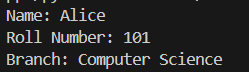 Name: Alice
Roll Number: 101
Branch: Computer Science